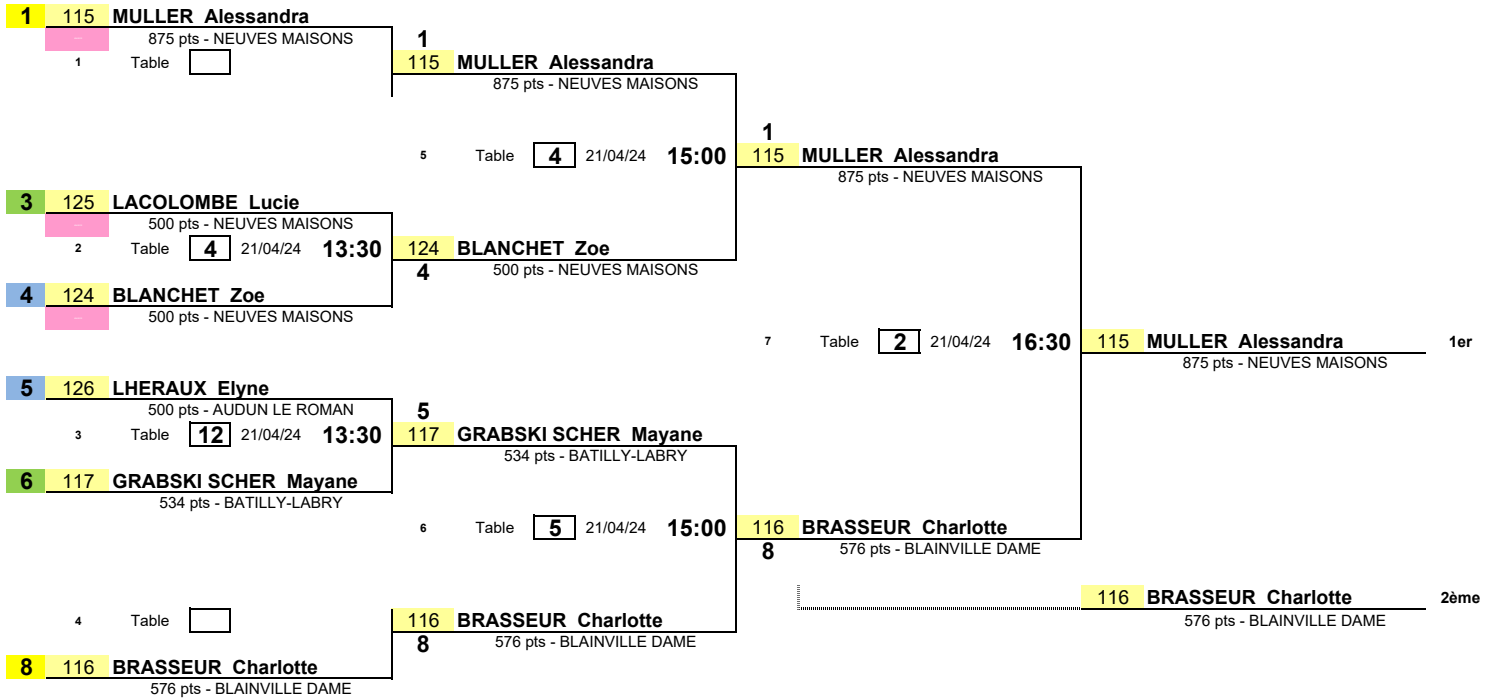 1 115 MULLER Alessandra
– 875 pts - NEUVES MAISONS 1
1 Table 115 MULLER Alessandra
875 pts - NEUVES MAISONS
1
5 Table 4 21/04/24 15:00 115 MULLER Alessandra
875 pts - NEUVES MAISONS
3 125 LACOLOMBE Lucie
– 500 pts - NEUVES MAISONS
2 Table 4 21/04/24 13:30 124 BLANCHET Zoe
4 500 pts - NEUVES MAISONS
4 124 BLANCHET Zoe
– 500 pts - NEUVES MAISONS
7 Table 2 21/04/24 16:30 115 MULLER Alessandra 1er
875 pts - NEUVES MAISONS
5 126 LHERAUX Elyne
500 pts - AUDUN LE ROMAN 5
3 Table 12 21/04/24 13:30 117 GRABSKI SCHER Mayane
534 pts - BATILLY-LABRY
6 117 GRABSKI SCHER Mayane
534 pts - BATILLY-LABRY
6 Table 5 21/04/24 15:00 116 BRASSEUR Charlotte
8 576 pts - BLAINVILLE DAME
116 BRASSEUR Charlotte 2ème
576 pts - BLAINVILLE DAME
4 Table 116 BRASSEUR Charlotte
8 576 pts - BLAINVILLE DAME
8 116 BRASSEUR Charlotte
576 pts - BLAINVILLE DAME